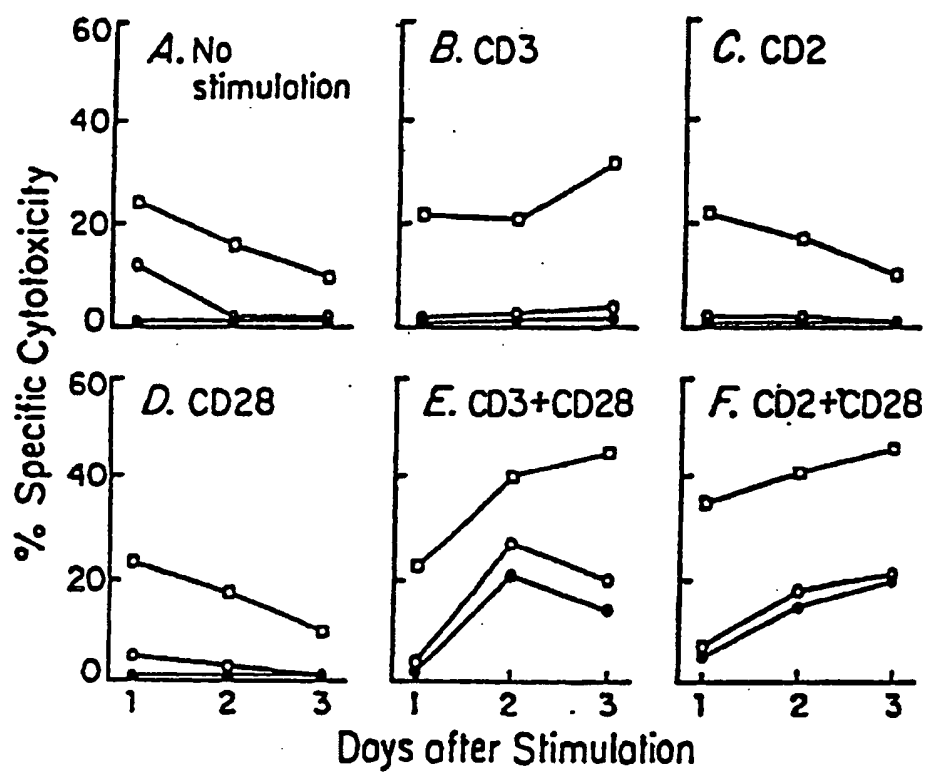 % Specific Cytotoxicity
60
40
20
0
A. No
stimulation
B. CD3
C. CD2
60
40
20
0
D. CD28
E. CD3+CD28
F. CD2+CD28
1 2 3
1 2 3
1 2 3
Days after Stimulation